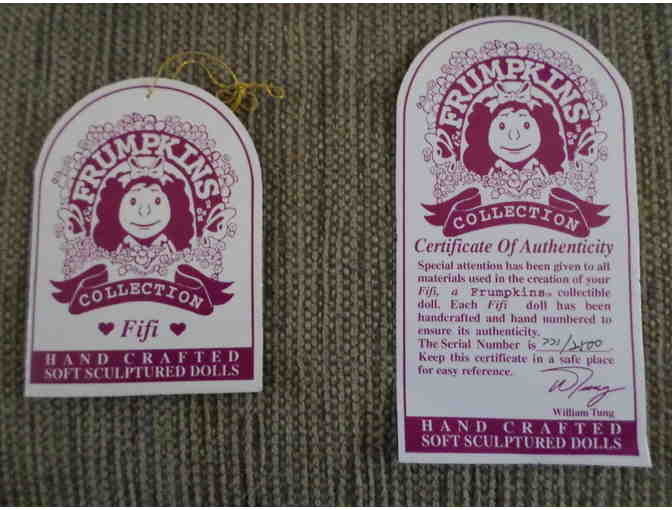 FRUMPKINS
COLLECTION
Fifi
HAND CRAFTED
SOFT SCULPTURED DOLLS
FRUMPKINS
COLLECTION
Certificate Of Authenticity
Special attention has been given to all
materials used in the creation of your
Fifi, a Frumpkins collectible
doll. Each Fifi doll has been
handcrafted and hand numbered to
ensure its authenticity.
The Serial Number is 221/2500
Keep this certificate in a safe place
for easy reference.
W Tung
William Tung
HAND CRAFTED
SOFT SCULPTURED DOLLS